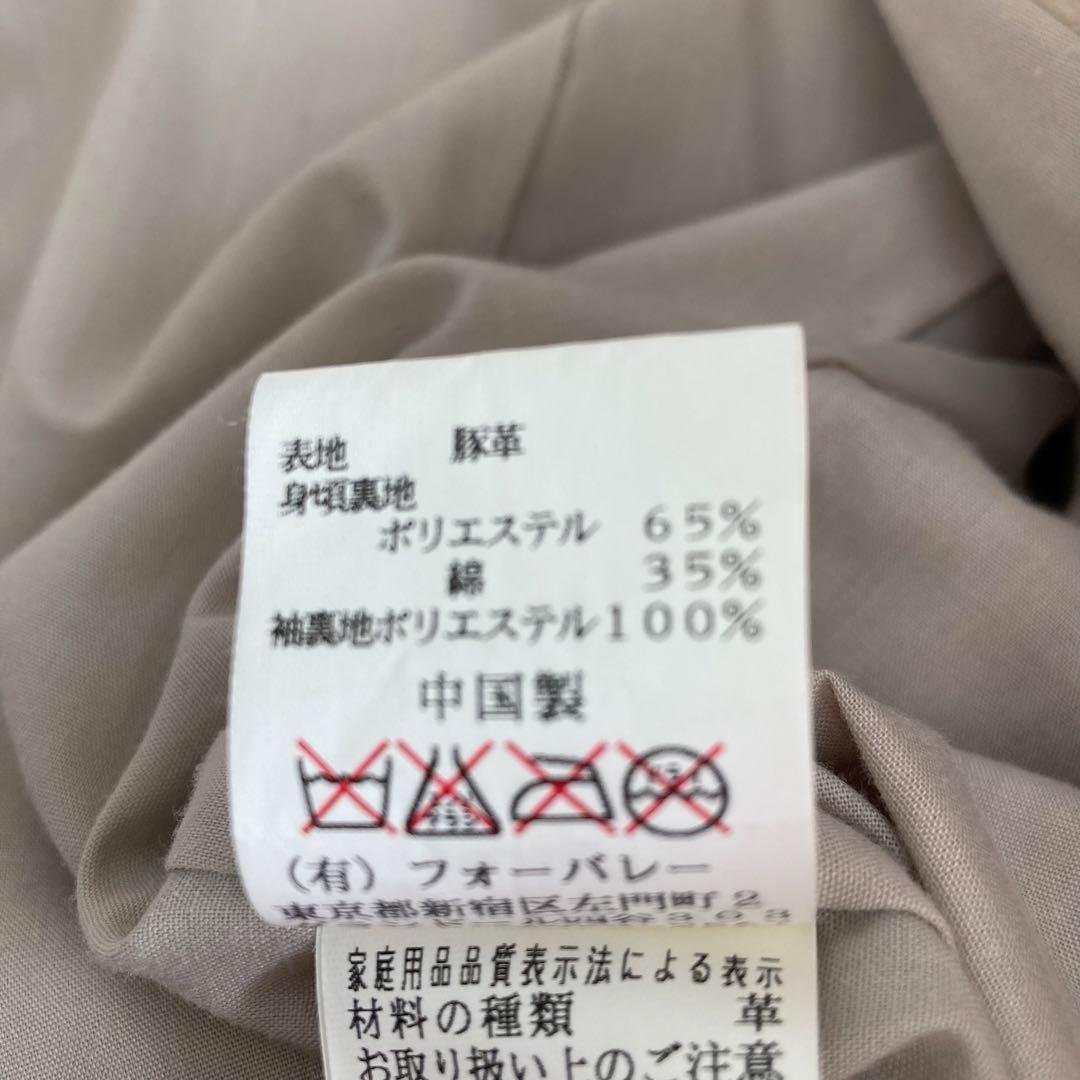 表地 豚革
身頃裏地
ポリエステル 65%
綿 35%
袖裏地ポリエステル100%
中国製
(有)フォーバレー
東京都新宿区左門町2
家庭用品品質表示法による表示
材料の種類 革
お取り扱い上のご注意